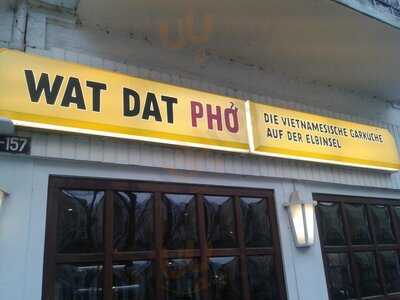 WAT DAT PHỞ
DIE VIETNAMESISCHE GARKÜCHE
AUF DER ELBINSEL
-157